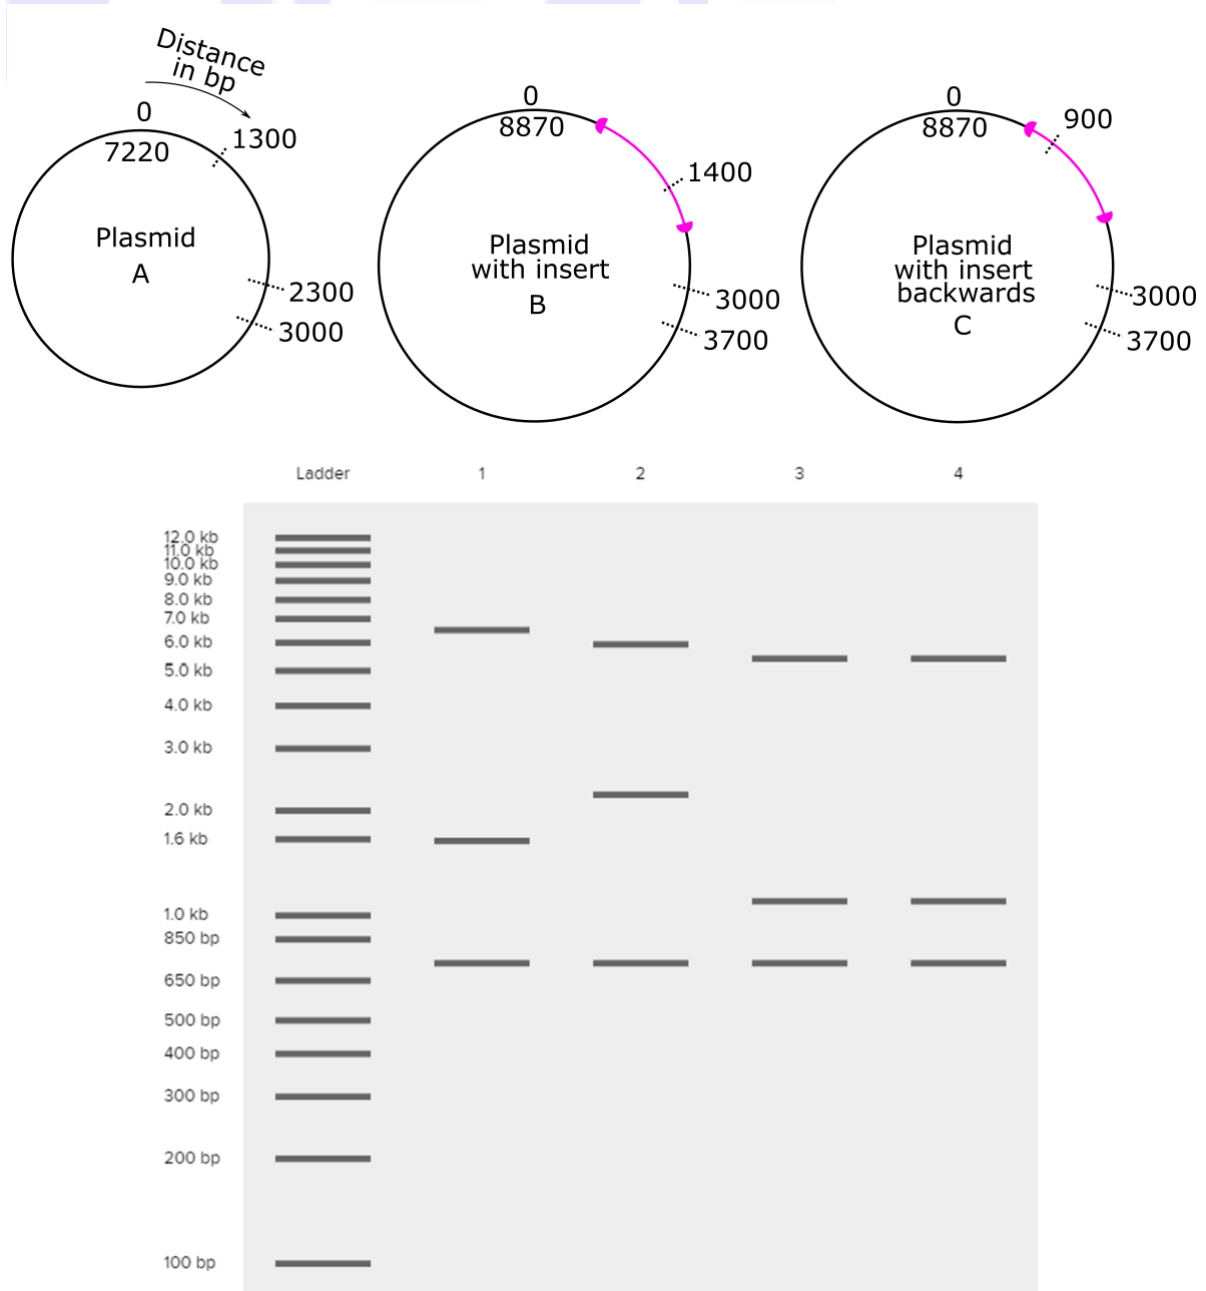 Distance
in bp
0
7220
1300
Plasmid
A
2300
3000
0
8870
1400
Plasmid
with insert
B
3000
3700
0
8870
900
Plasmid
with insert
backwards
C
3000
3700
Ladder 1 2 3 4
12.0 kb
11.0 kb
10.0 kb
9.0 kb
8.0 kb
7.0 kb
6.0 kb
5.0 kb
4.0 kb
3.0 kb
2.0 kb
1.6 kb
1.0 kb
850 bp
650 bp
500 bp
400 bp
300 bp
200 bp
100 bp